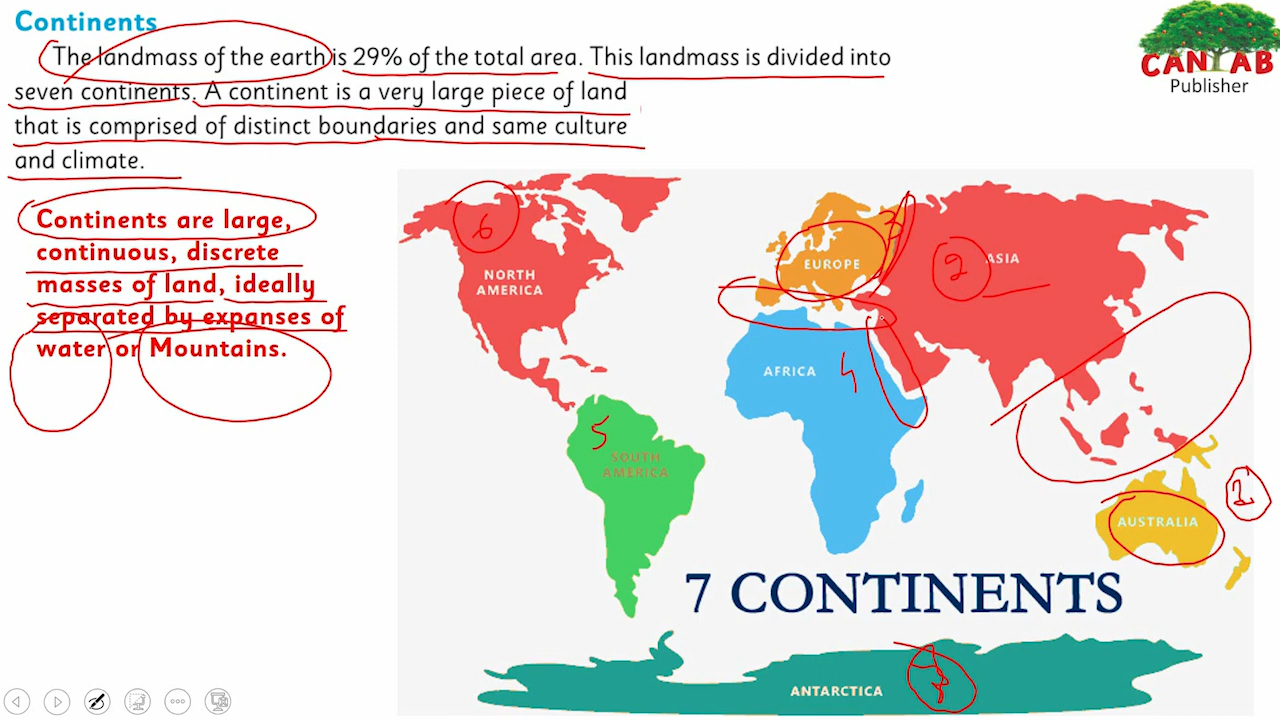 Continents
The landmass of the earth is 29% of the total area. This landmass is divided into
seven continents. A continent is a very large piece of land
that is comprised of distinct boundaries and same culture
and climate.
CANTAB
Publisher
Continents are large,
continuous, discrete
masses of land, ideally
separated by expanses of
water or Mountains.
6
NORTH
AMERICA
EUROPE
3
2
ASIA
AFRICA
4
5
SOUTH
AMERICA
AUSTRALIA
1
7 CONTINENTS
ANTARCTICA
7